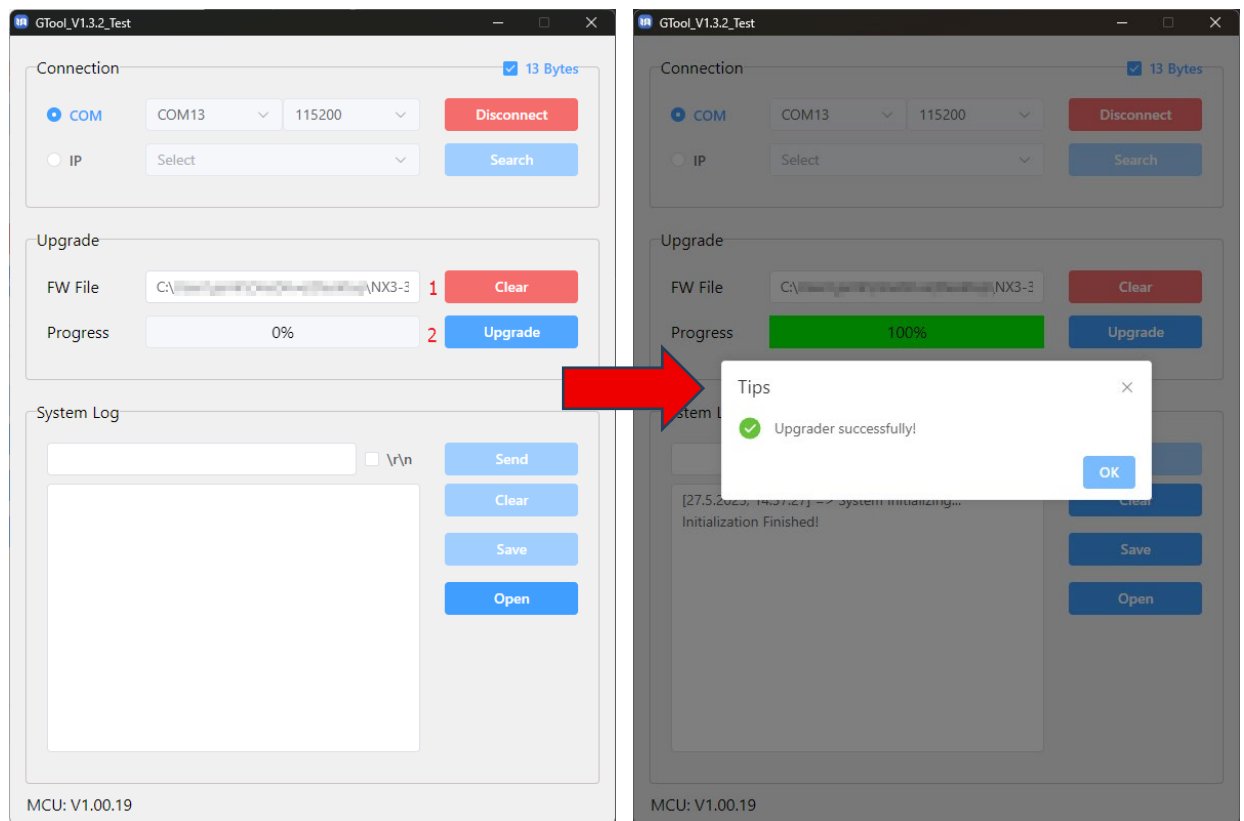 GTool_V1.3.2_Test
Connection
13 Bytes
COM
COM13
115200
Disconnect
IP
Select
Search
Upgrade
FW File
C:\ \NX3-3
1
Clear
Progress
0%
2
Upgrade
System Log
\r\n
Send
Clear
Save
Open
MCU: V1.00.19
GTool_V1.3.2_Test
Connection
13 Bytes
COM
COM13
115200
Disconnect
IP
Select
Search
Upgrade
FW File
C:\ NX3-3
Clear
Progress
100%
Upgrade
Tips
Upgrader successfully!
OK
stem L
Clear
System Initializing...
Initialization Finished!
Save
Open
MCU: V1.00.19